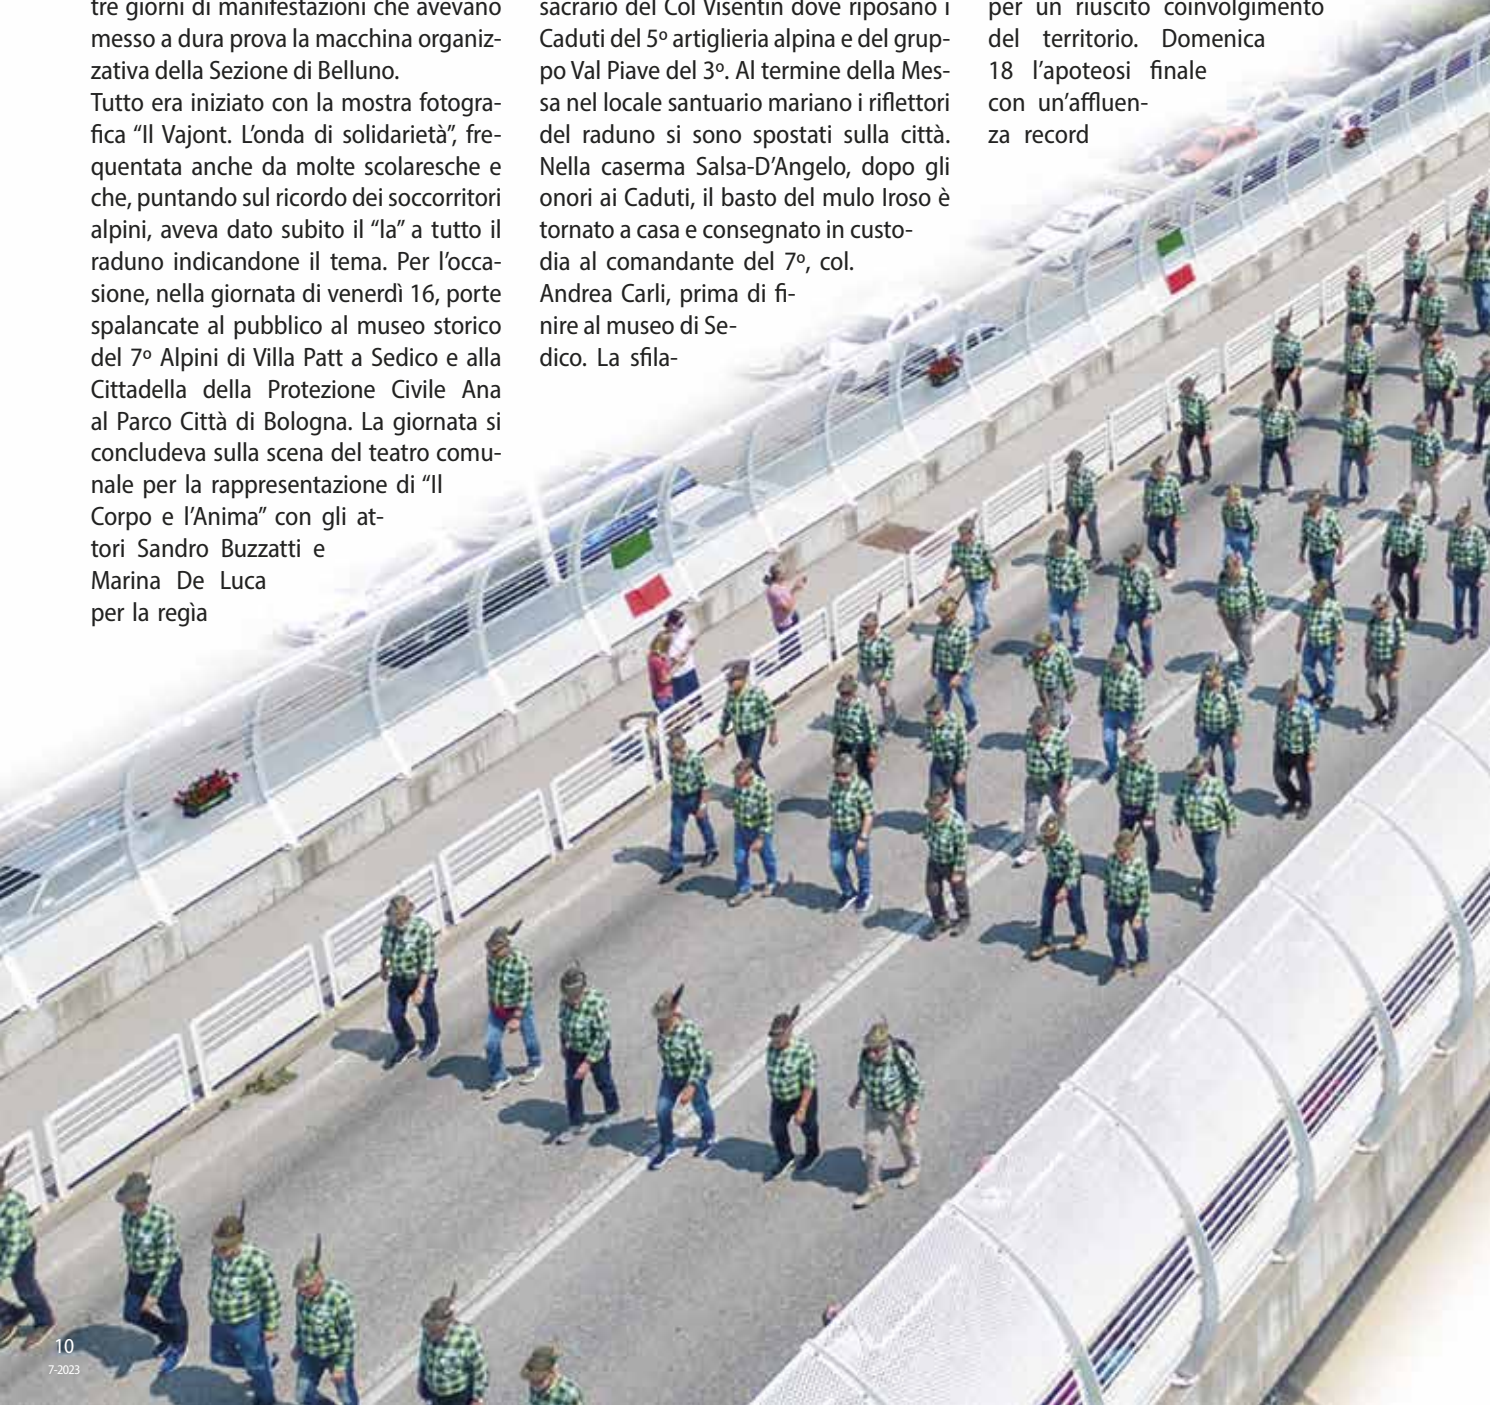 tre giorni di manifestazioni che avevano
messo a dura prova la macchina organiz-
zativa della Sezione di Belluno.
Tutto era iniziato con la mostra fotogra-
fica “Il Vajont. L’onda di solidarietà”, fre-
quentata anche da molte scolaresche e
che, puntando sul ricordo dei soccorritori
alpini, aveva dato subito il “la” a tutto il
raduno indicandone il tema. Per l’occa-
sione, nella giornata di venerdì 16, porte
spalancate al pubblico al museo storico
del 7º Alpini di Villa Patt a Sedico e alla
Cittadella della Protezione Civile Ana
al Parco Città di Bologna. La giornata si
concludeva sulla scena del teatro comu-
nale per la rappresentazione di “Il
Corpo e l’Anima” con gli at-
tori Sandro Buzzatti e
Marina De Luca
per la regìa
sacrario del Col Visentin dove riposano i
Caduti del 5º artiglieria alpina e del grup-
po Val Piave del 3º. Al termine della Mes-
sa nel locale santuario mariano i riflettori
del raduno si sono spostati sulla città.
Nella caserma Salsa-D’Angelo, dopo gli
onori ai Caduti, il basto del mulo Iroso è
tornato a casa e consegnato in custo-
dia al comandante del 7º, col.
Andrea Carli, prima di fi-
nire al museo di Se-
dico. La sfila-
per un riuscito coinvolgimento
del territorio. Domenica
18 l’apoteosi finale
con un’affluen-
za record
10
7-2023